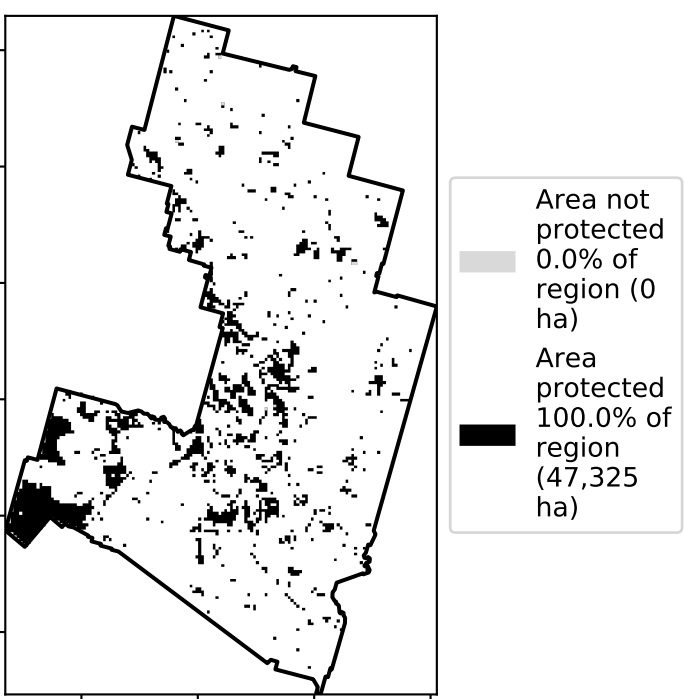 Area not
protected
0.0% of
region (0
ha)
Area
protected
100.0% of
region
(47,325
ha)